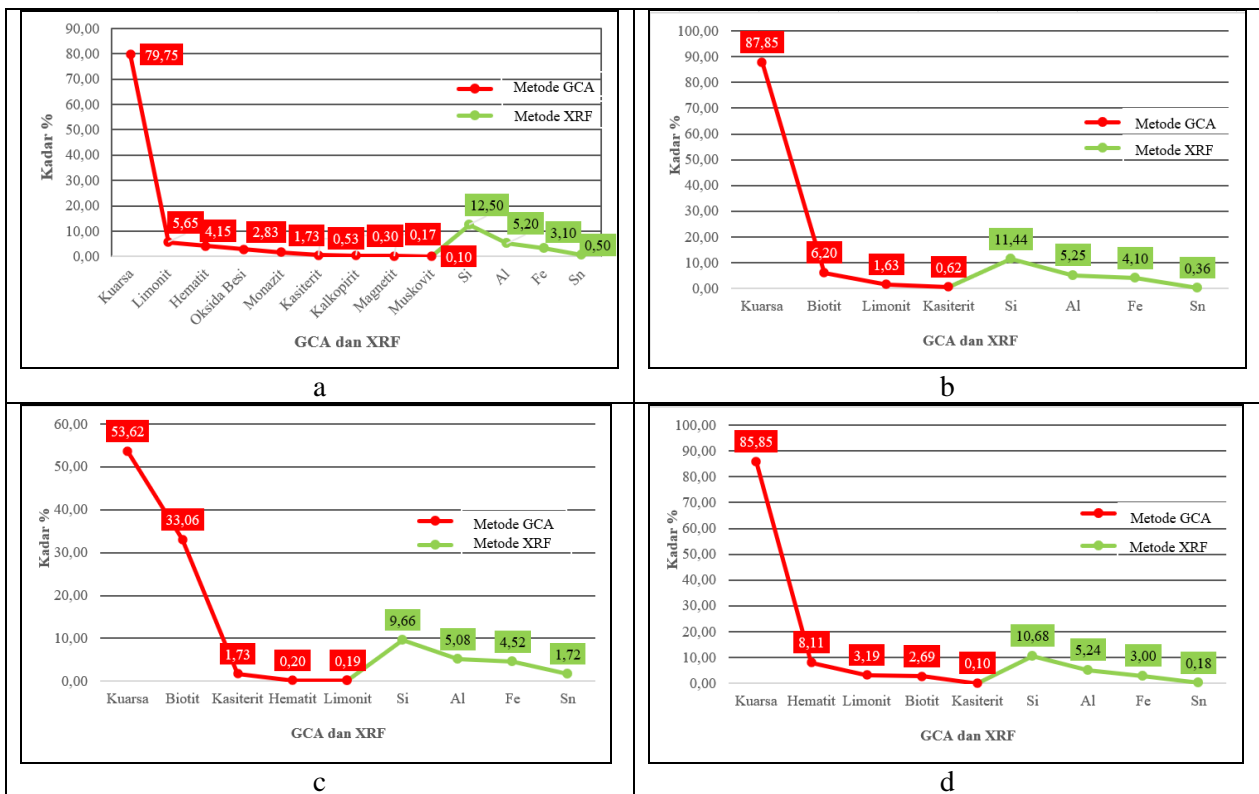 90,00
80,00
70,00
60,00
50,00
40,00
30,00
20,00
10,00
0,00
Kadar %
79,75
5,65
4,15
2,83
1,73
0,53
0,30
0,17
0,10
12,50
5,20
3,10
0,50
Metode GCA
Metode XRF
Kuarsa
Limonit
Hematit
Oksida Besi
Monazit
Kasiterit
Kalkopirit
Magnetit
Muskovit
Si
Al
Fe
Sn
GCA dan XRF
a
100,00
90,00
80,00
70,00
60,00
50,00
40,00
30,00
20,00
10,00
0,00
Kadar %
87,85
6,20
1,63
0,62
11,44
5,25
4,10
0,36
Metode GCA
Metode XRF
Kuarsa Biotit Limonit Kasiterit Si Al Fe Sn
GCA dan XRF
b
60,00
50,00
40,00
30,00
20,00
10,00
0,00
Kadar %
53,62
33,06
1,73
0,20
0,19
9,66
5,08
4,52
1,72
Metode GCA
Metode XRF
Kuarsa Biotit Kasiterit Hematit Limonit Si Al Fe Sn
GCA dan XRF
c
100,00
90,00
80,00
70,00
60,00
50,00
40,00
30,00
20,00
10,00
0,00
Kadar %
85,85
8,11
3,19
2,69
0,10
10,68
5,24
3,00
0,18
Metode GCA
Metode XRF
Kuarsa Hematit Limonit Biotit Kasiterit Si Al Fe Sn
GCA dan XRF
d